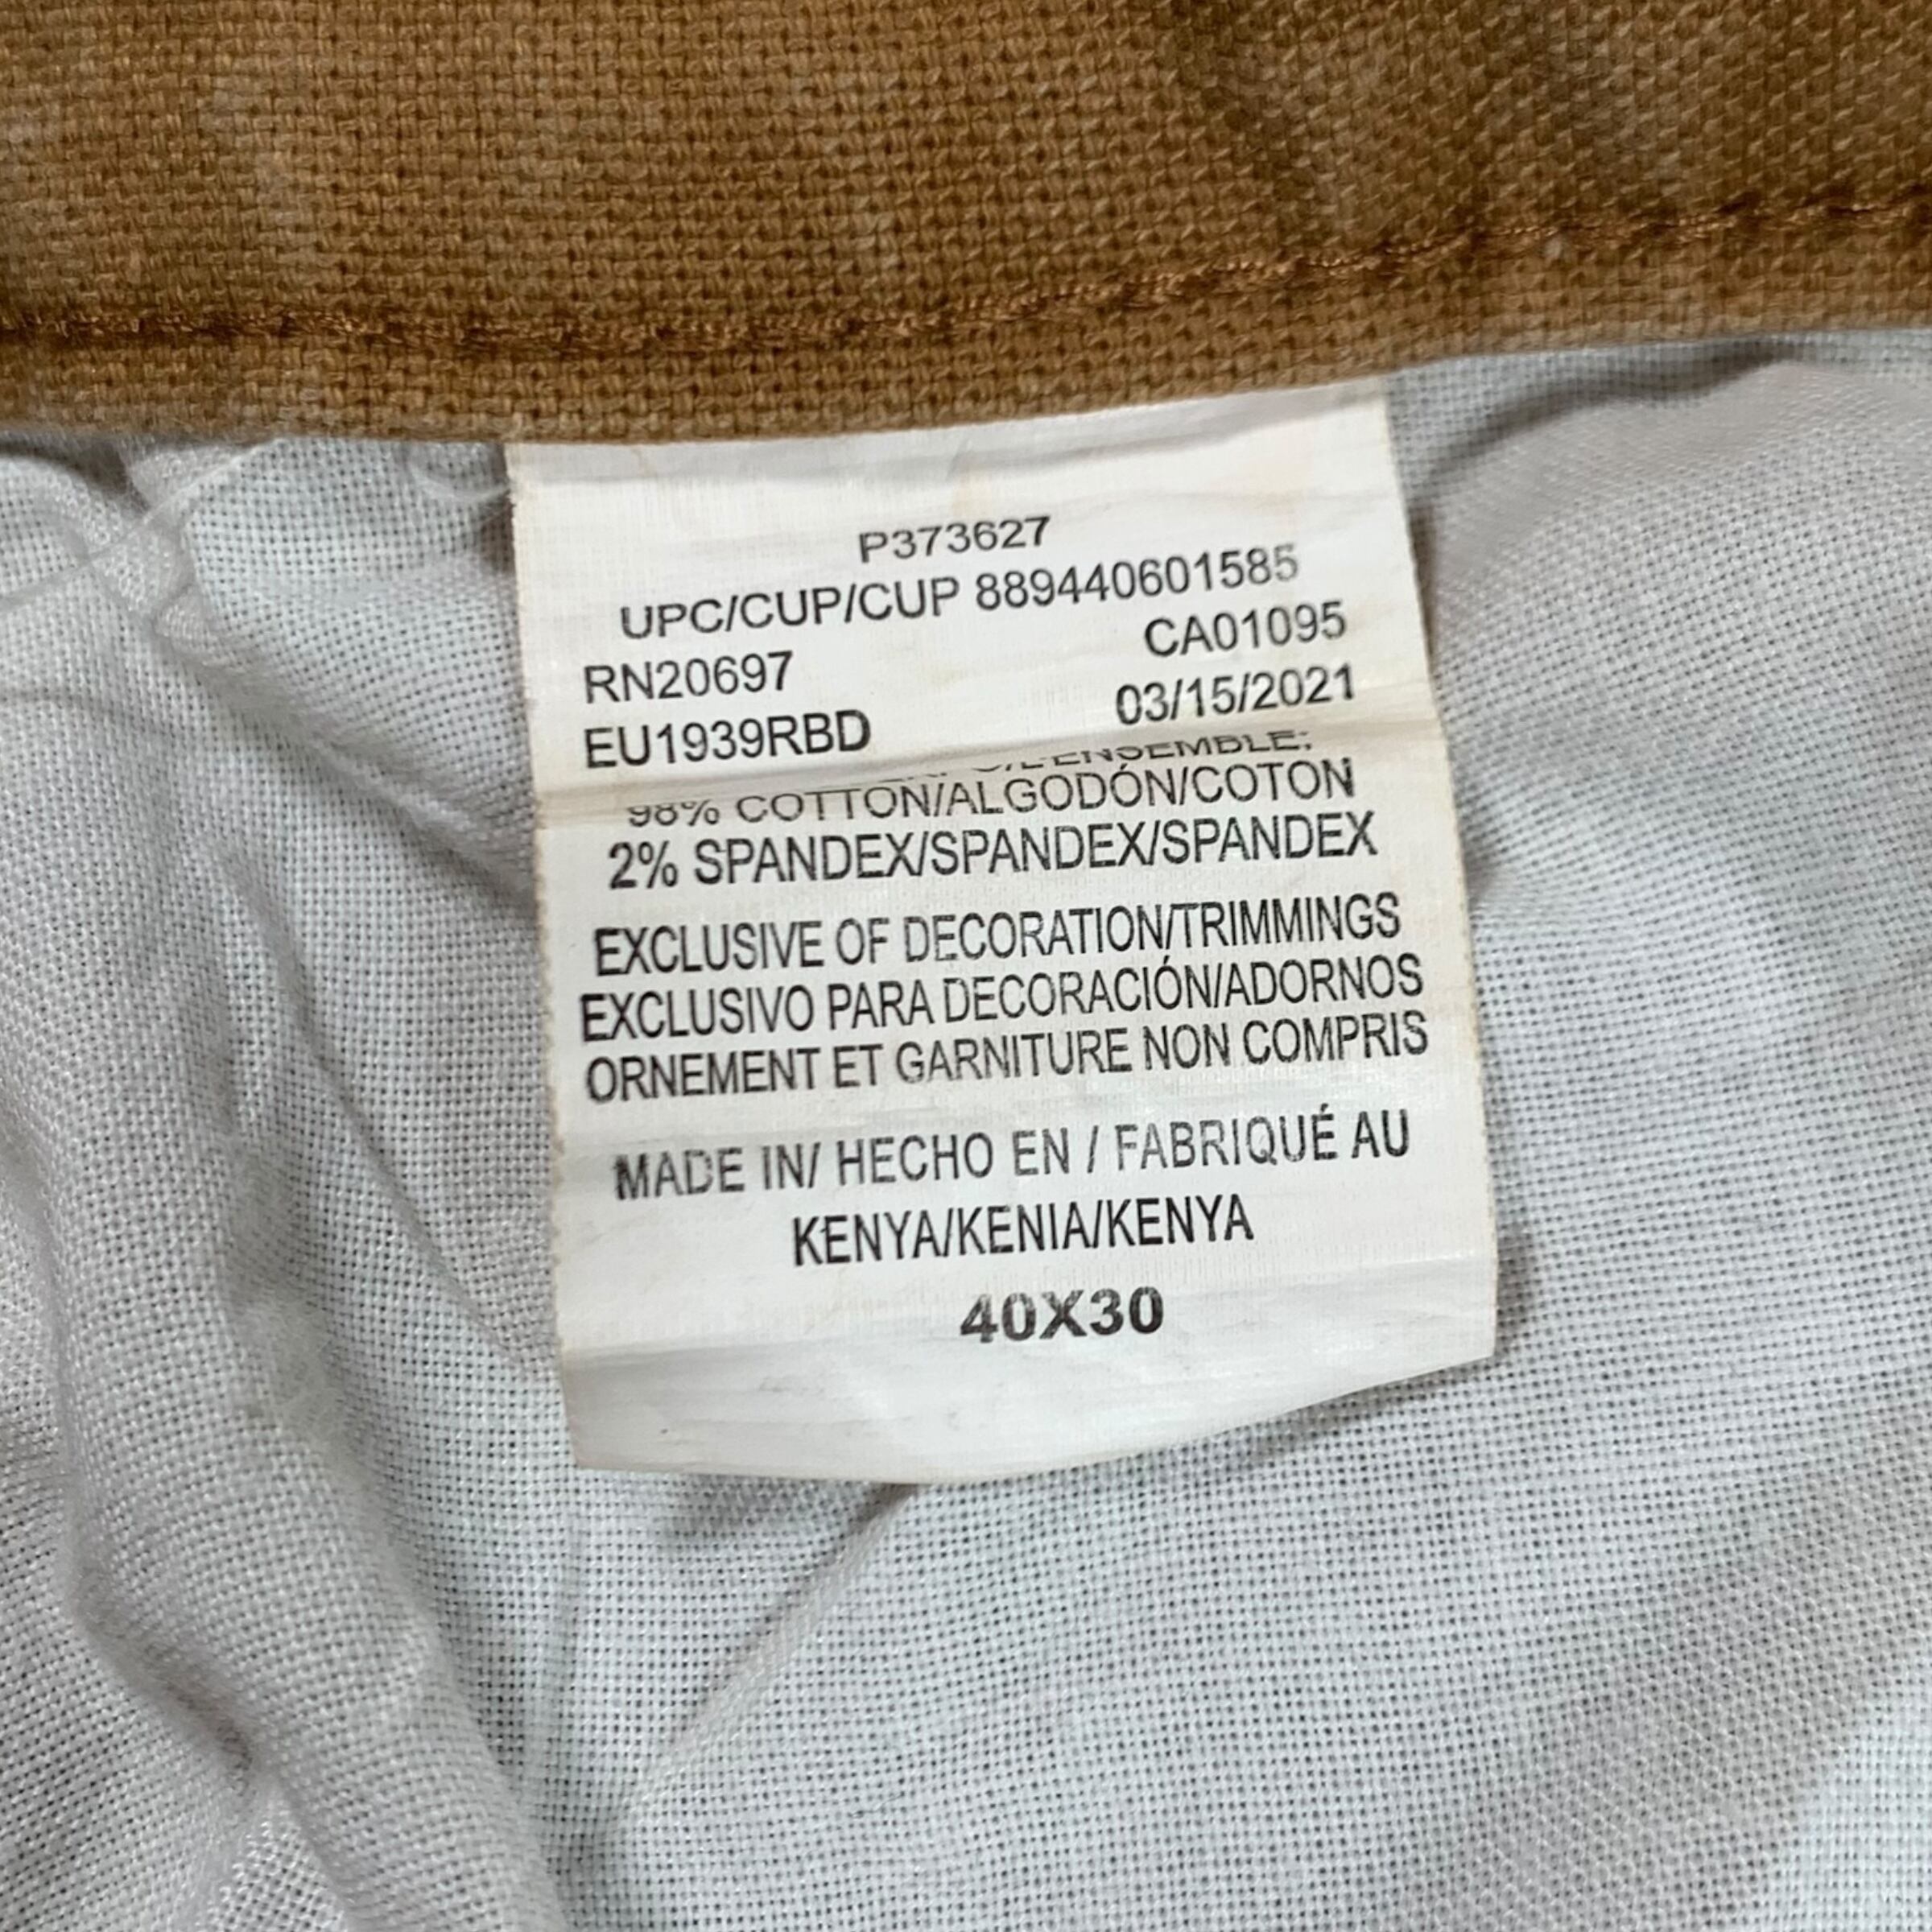 P373627
UPC/CUP/CUP 889440601585
RN20697 CA01095
EU1939RBD 03/15/2021
98% COTTON/ALGODÓN/COTON
2% SPANDEX/SPANDEX/SPANDEX
EXCLUSIVE OF DECORATION/TRIMMINGS
EXCLUSIVO PARA DECORACIÓN/ADORNOS
ORNEMENT ET GARNITURE NON COMPRIS
MADE IN/ HECHO EN / FABRIQUÉ AU
KENYA/KENIA/KENYA
40X30